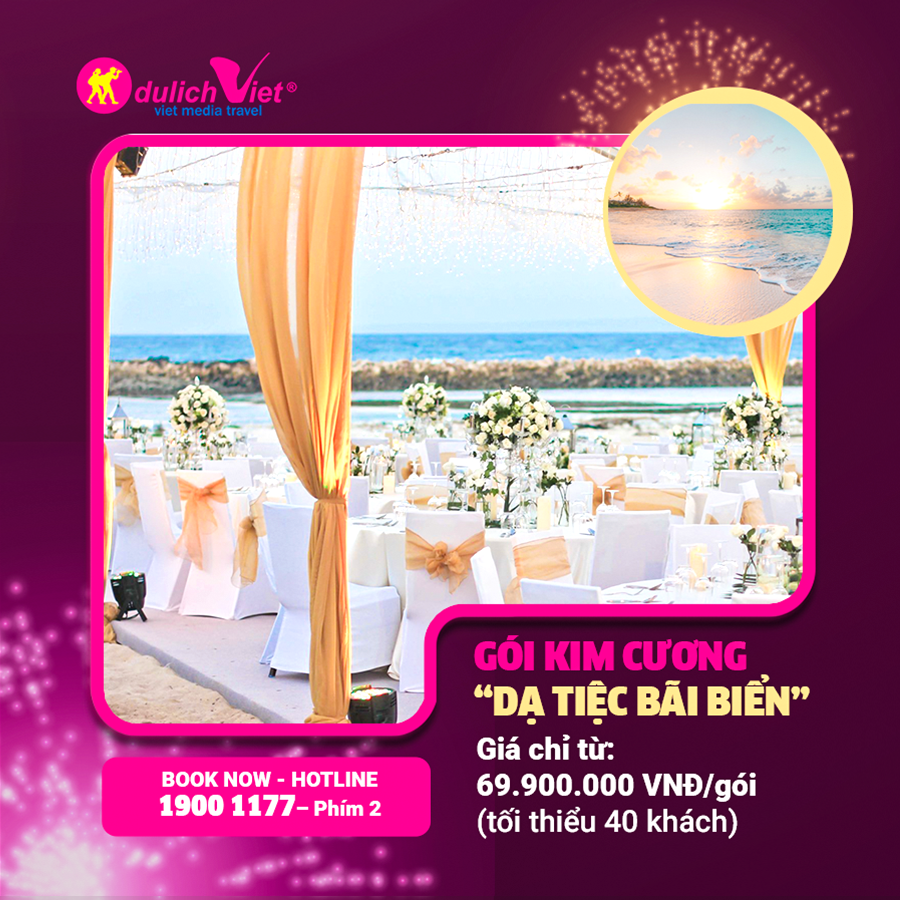 dulichViet®
viet media travel
GÓI KIM CƯƠNG
“DẠ TIỆC BÃI BIỂN”
Giá chỉ từ:
69.900.000 VNĐ/gói
(tối thiểu 40 khách)
BOOK NOW - HOTLINE
1900 1177– Phím 2